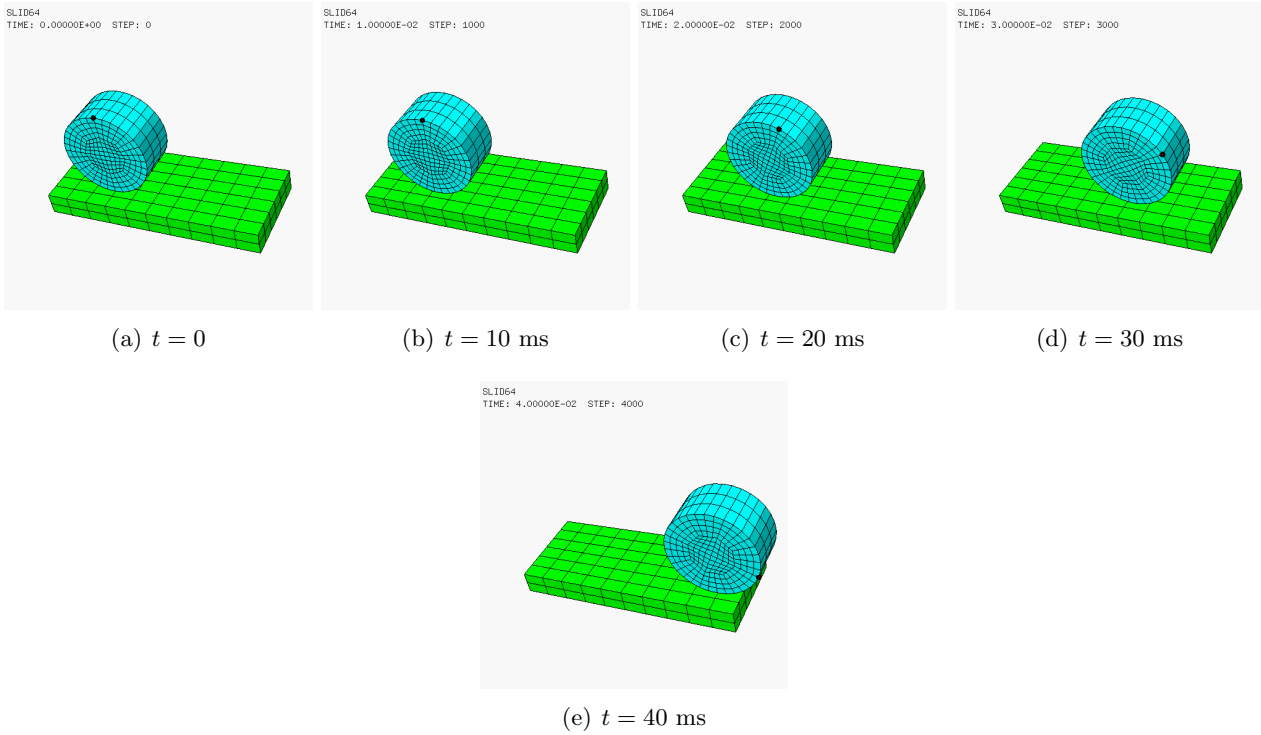 SLID64
TIME: 0.00000E+00 STEP: 0
SLID64
TIME: 1.00000E-02 STEP: 1000
SLID64
TIME: 2.00000E-02 STEP: 2000
SLID64
TIME: 3.00000E-02 STEP: 3000
(a) t = 0
(b) t = 10 ms
(c) t = 20 ms
(d) t = 30 ms
SLID64
TIME: 4.00000E-02 STEP: 4000
(e) t = 40 ms